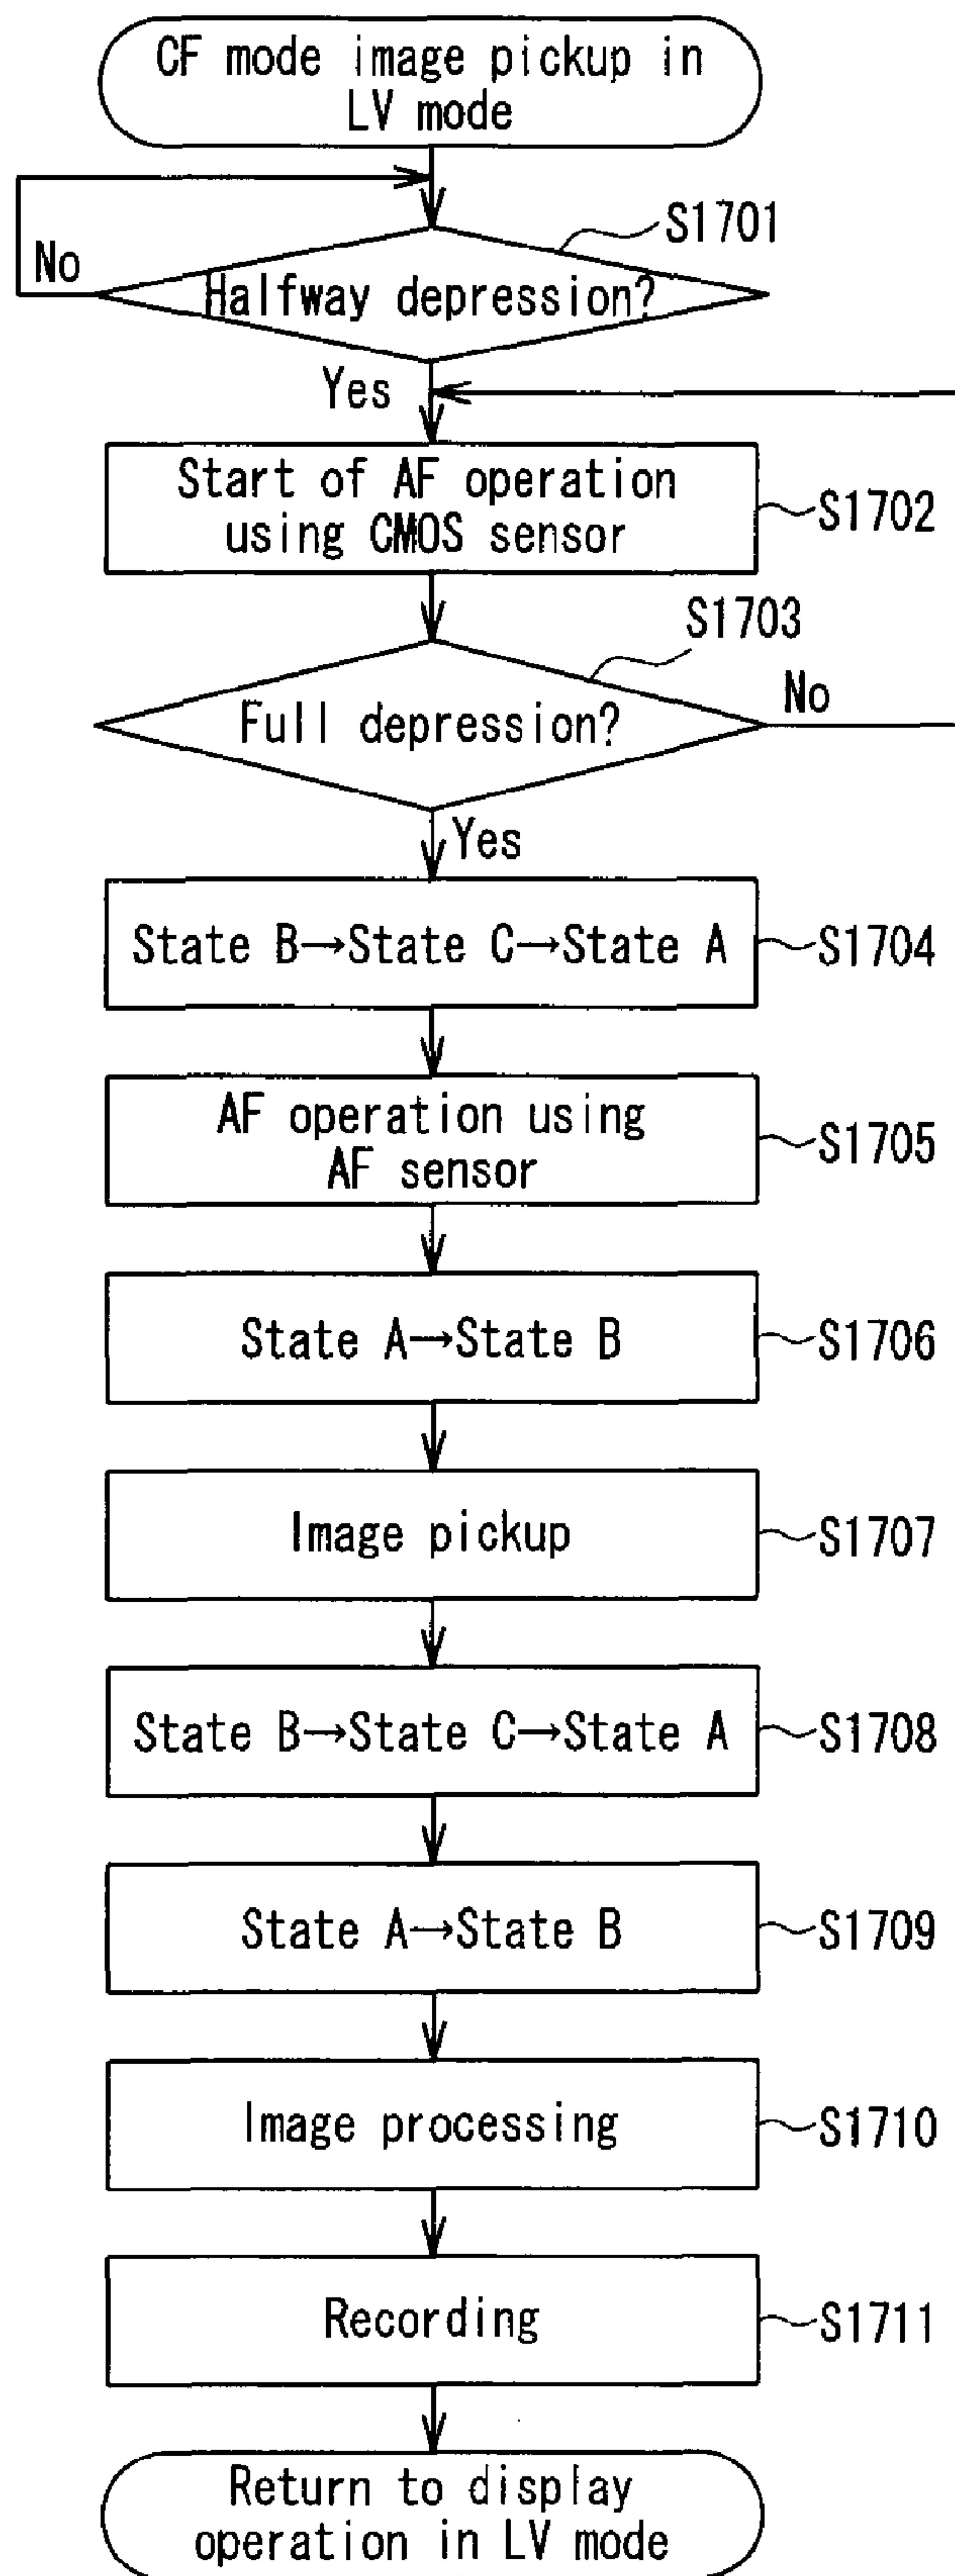 CF mode image pickup in
LV mode
S1701
No
Halfway depression?
Yes
Start of AF operation
using CMOS sensor
S1702
S1703
No
Full depression?
Yes
State B→State C→State A
S1704
AF operation using
AF sensor
S1705
State A→State B
S1706
Image pickup
S1707
State B→State C→State A
S1708
State A→State B
S1709
Image processing
S1710
Recording
S1711
Return to display
operation in LV mode